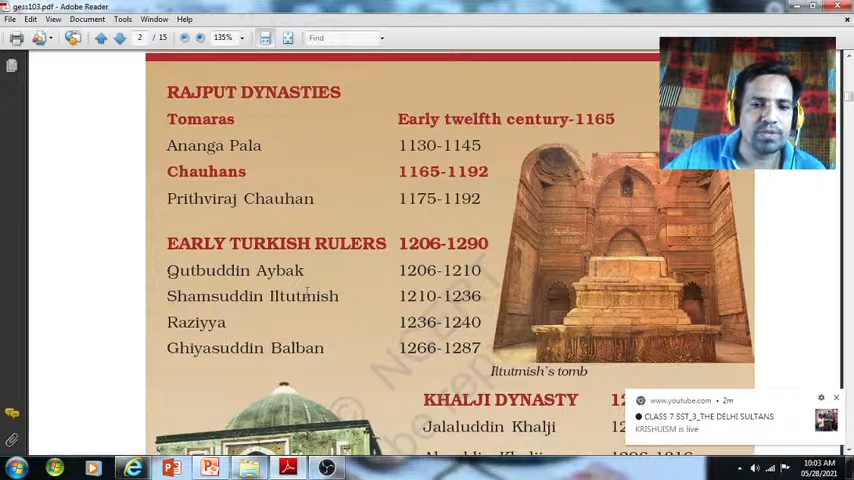 gess103.pdf - Adobe Reader
File Edit View Document Tools Window Help
2 / 15 135% Find
RAJPUT DYNASTIES
Tomaras Early twelfth century-1165
Ananga Pala 1130-1145
Chauhans 1165-1192
Prithviraj Chauhan 1175-1192
EARLY TURKISH RULERS 1206-1290
Qutbuddin Aybak 1206-1210
Shamsuddin Iltutmish 1210-1236
Raziyya 1236-1240
Ghiyasuddin Balban 1266-1287
Iltutmish's tomb
KHALJI DYNASTY
Jalaluddin Khalji
www.youtube.com • 2m
CLASS 7 SST_3_THE DELHI SULTANS
KRISHUISM is live
10:03 AM
05/28/2021